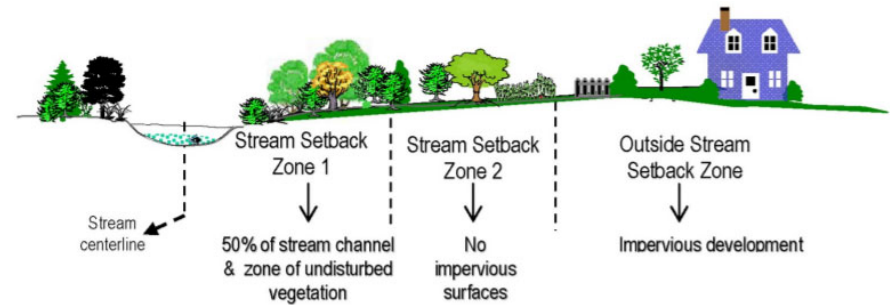 Stream Setback
Zone 1
Stream Setback
Zone 2
Outside Stream
Setback Zone
Stream
centerline
50% of stream channel
& zone of undisturbed
vegetation
No
impervious
surfaces
Impervious development